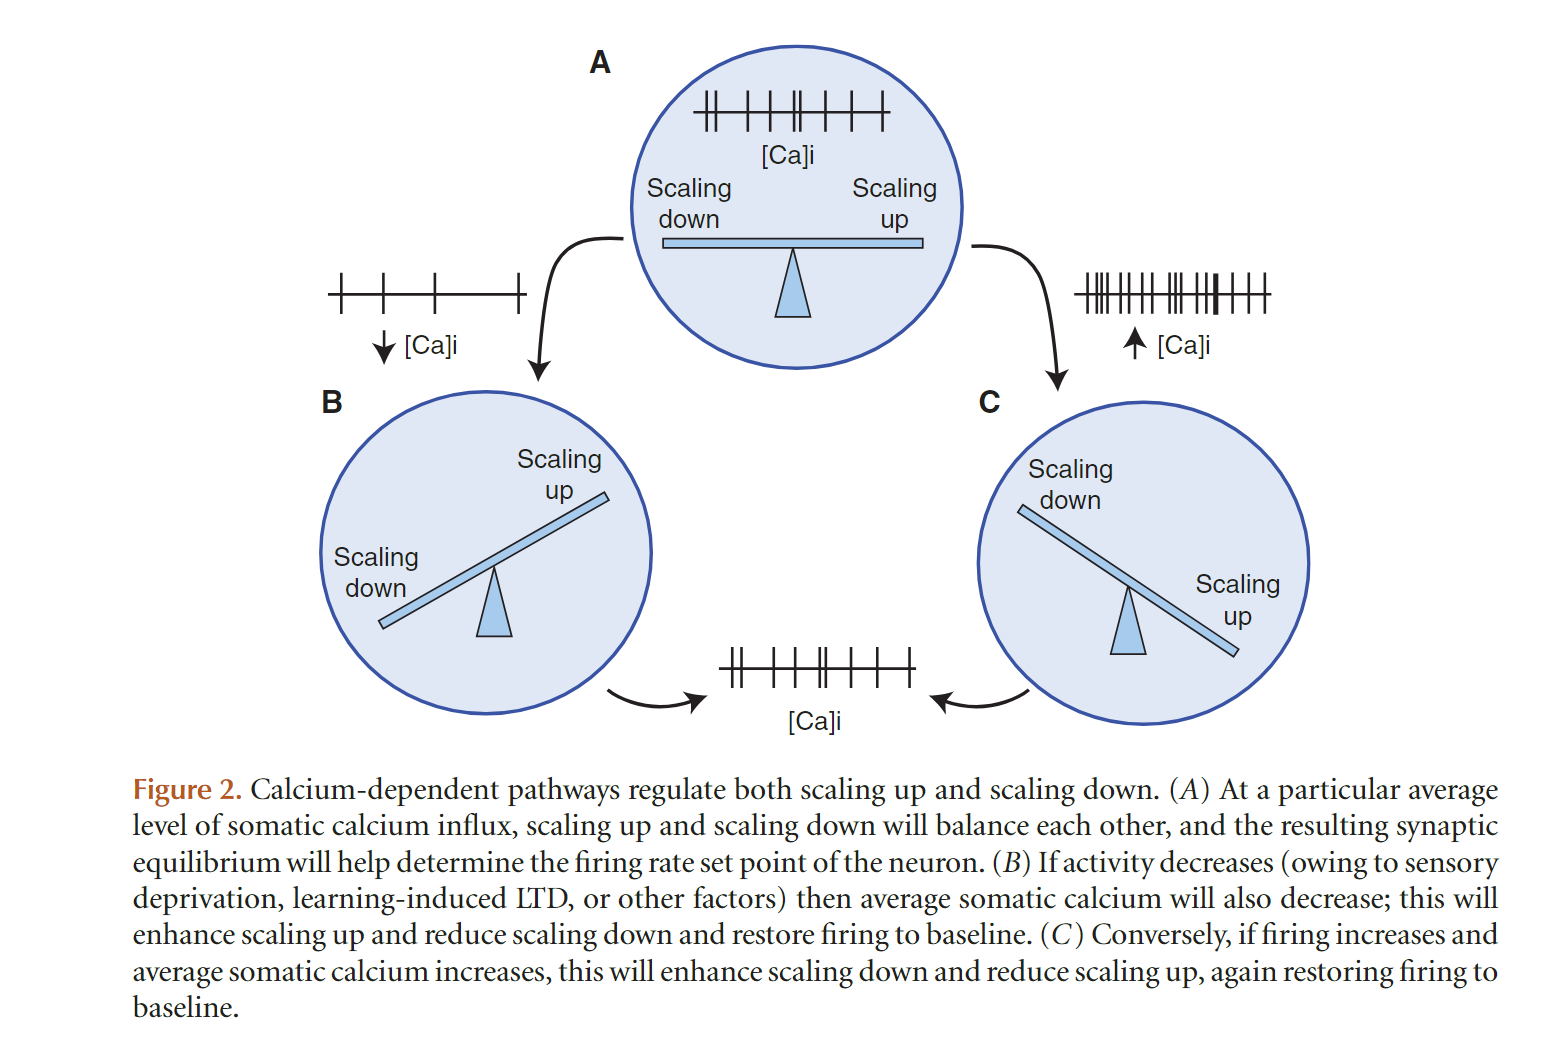 A
[Ca]i
Scaling
down
Scaling
up
[Ca]i
[Ca]i
B
Scaling
up
Scaling
down
C
Scaling
down
Scaling
up
[Ca]i
Figure 2. Calcium-dependent pathways regulate both scaling up and scaling down. (A) At a particular average
level of somatic calcium influx, scaling up and scaling down will balance each other, and the resulting synaptic
equilibrium will help determine the firing rate set point of the neuron. (B) If activity decreases (owing to sensory
deprivation, learning-induced LTD, or other factors) then average somatic calcium will also decrease; this will
enhance scaling up and reduce scaling down and restore firing to baseline. (C) Conversely, if firing increases and
average somatic calcium increases, this will enhance scaling down and reduce scaling up, again restoring firing to
baseline.